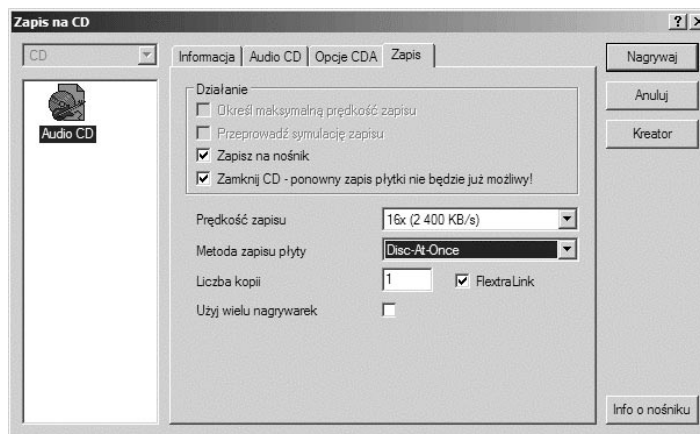 Zapis na CD
CD
Audio CD
Informacja
Audio CD
Opcje CDA
Zapis
Działanie
Określ maksymalną prędkość zapisu
Przeprowadź symulację zapisu
Zapisz na nośnik
Zamknij CD - ponowny zapis płytki nie będzie już możliwy!
Prędkość zapisu
16x (2 400 KB/s)
Metoda zapisu płyty
Disc-At-Once
Liczba kopii
1
FlextraLink
Użyj wielu nagrywarek
Nagrywaj
Anuluj
Kreator
Info o nośniku